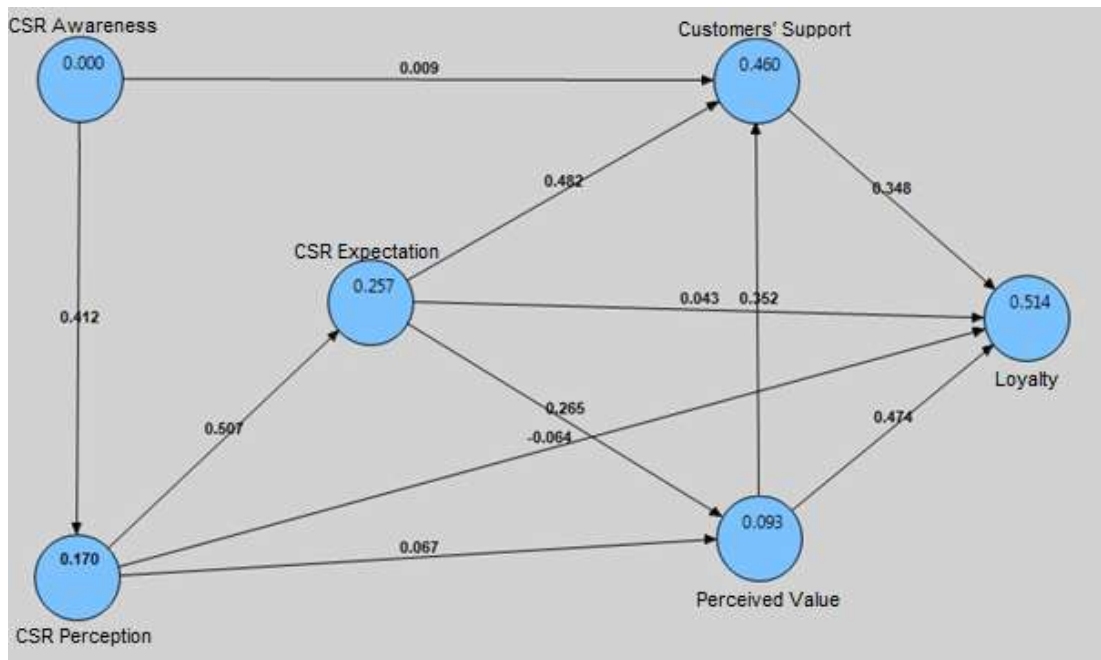 CSR Awareness
0.000
Customers' Support
0.460
0.009
0.482
0.348
CSR Expectation
0.257
0.043
0.352
0.514
Loyalty
0.412
0.507
0.265
-0.064
0.474
0.093
Perceived Value
0.067
0.170
CSR Perception